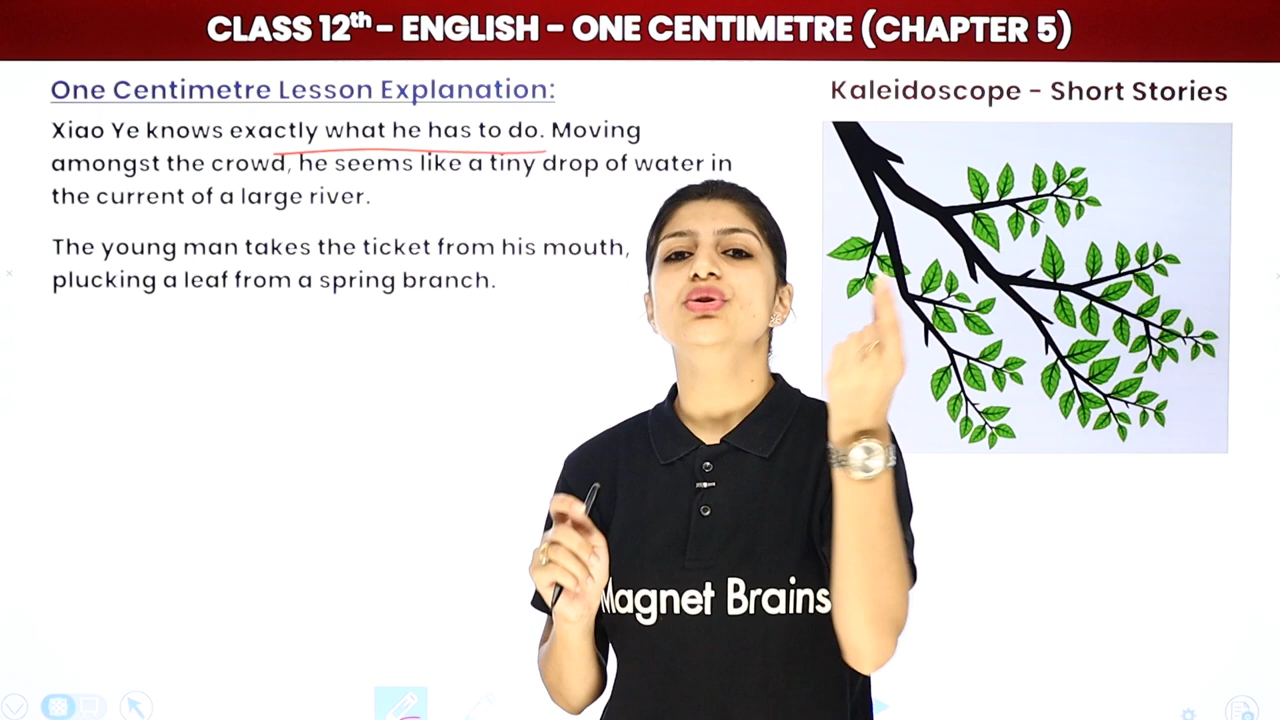 CLASS 12th - ENGLISH - ONE CENTIMETRE (CHAPTER 5)
One Centimetre Lesson Explanation:
Kaleidoscope - Short Stories
Xiao Ye knows exactly what he has to do. Moving
amongst the crowd, he seems like a tiny drop of water in
the current of a large river.
The young man takes the ticket from his mouth,
plucking a leaf from a spring branch.
Magnet Brains